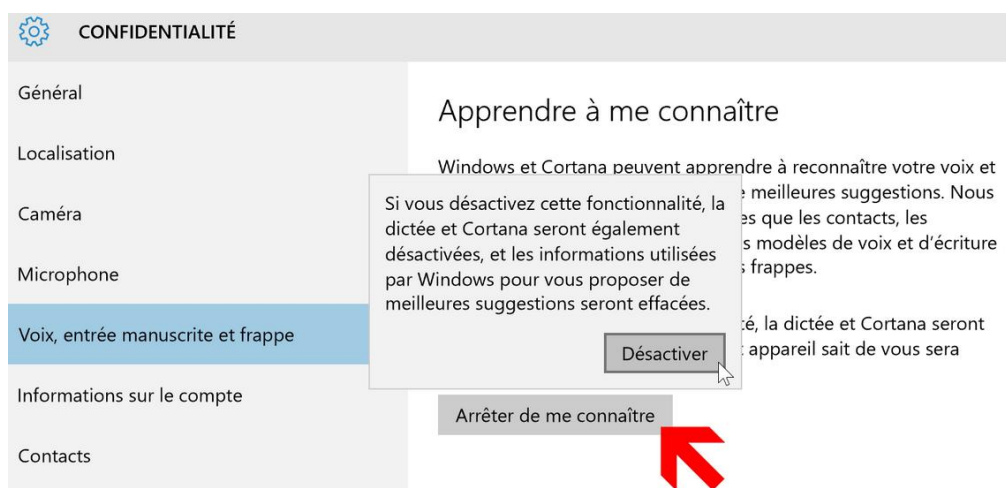 CONFIDENTIALITÉ
Général
Localisation
Caméra
Microphone
Voix, entrée manuscrite et frappe
Informations sur le compte
Contacts
Apprendre à me connaître
Windows et Cortana peuvent apprendre à reconnaître votre voix et
meilleures suggestions. Nous
es que les contacts, les
s modèles de voix et d'écriture
frappes.
té, la dictée et Cortana seront
appareil sait de vous sera
Si vous désactivez cette fonctionnalité, la
dictée et Cortana seront également
désactivées, et les informations utilisées
par Windows pour vous proposer de
meilleures suggestions seront effacées.
Désactiver
Arrêter de me connaître